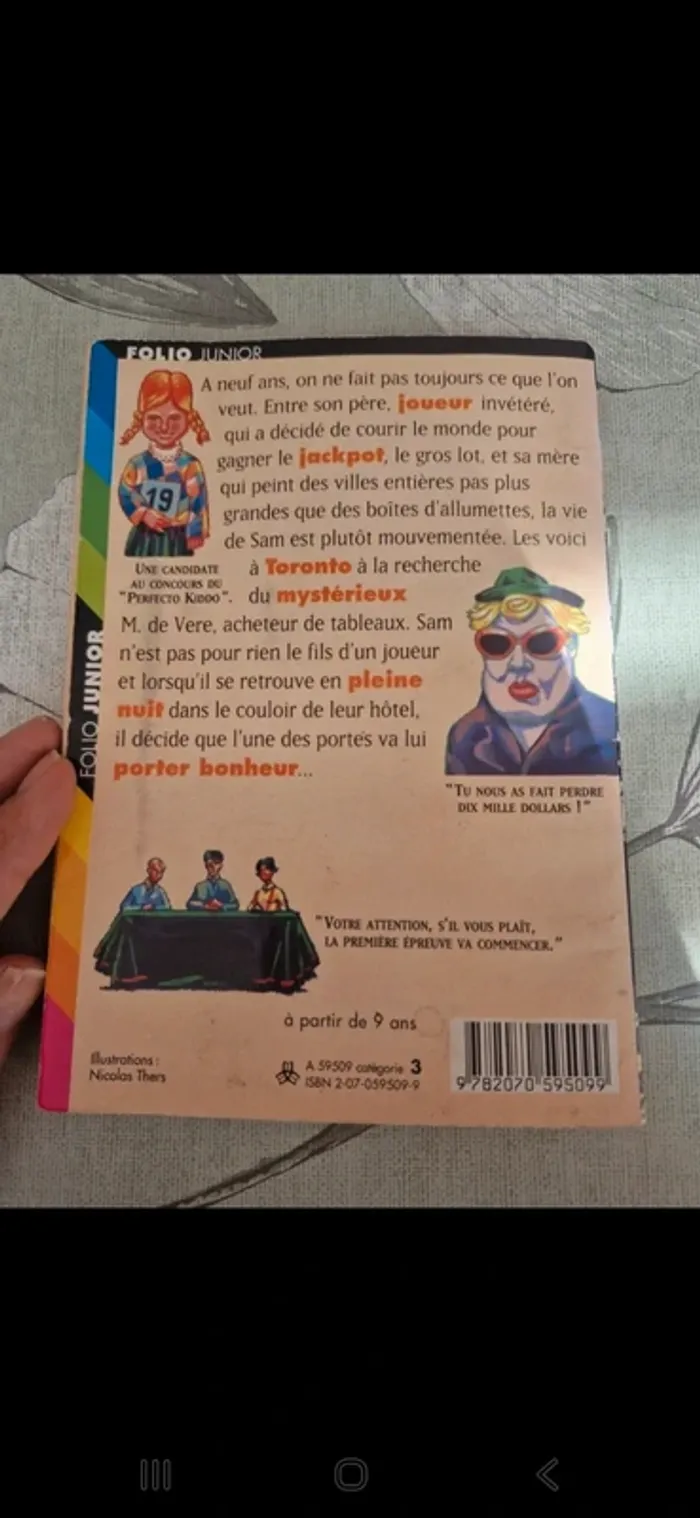 FOLIO JUNIOR
A neuf ans, on ne fait pas toujours ce que l'on
veut. Entre son père, joueur invétéré,
qui a décidé de courir le monde pour
gagner le jackpot, le gros lot, et sa mère
qui peint des villes entières pas plus
grandes que des boîtes d'allumettes, la vie
de Sam est plutôt mouvementée. Les voici
à Toronto à la recherche
du mystérieux
M. de Vere, acheteur de tableaux. Sam
n'est pas pour rien le fils d'un joueur
et lorsqu'il se retrouve en pleine
nuit dans le couloir de leur hôtel,
il décide que l'une des portes va lui
porter bonheur...
19
UNE CANDIDATE
AU CONCOURS DU
"PERFECTO KIDDO".
"TU NOUS AS FAIT PERDRE
DIX MILLE DOLLARS !"
"VOTRE ATTENTION, S'IL VOUS PLAÎT,
LA PREMIÈRE ÉPREUVE VA COMMENCER."
à partir de 9 ans
Illustrations :
Nicolas Thers
A 59509 catégorie 3
ISBN 2-07-059509-9
9 782070 595099
FOLIO JUNIOR